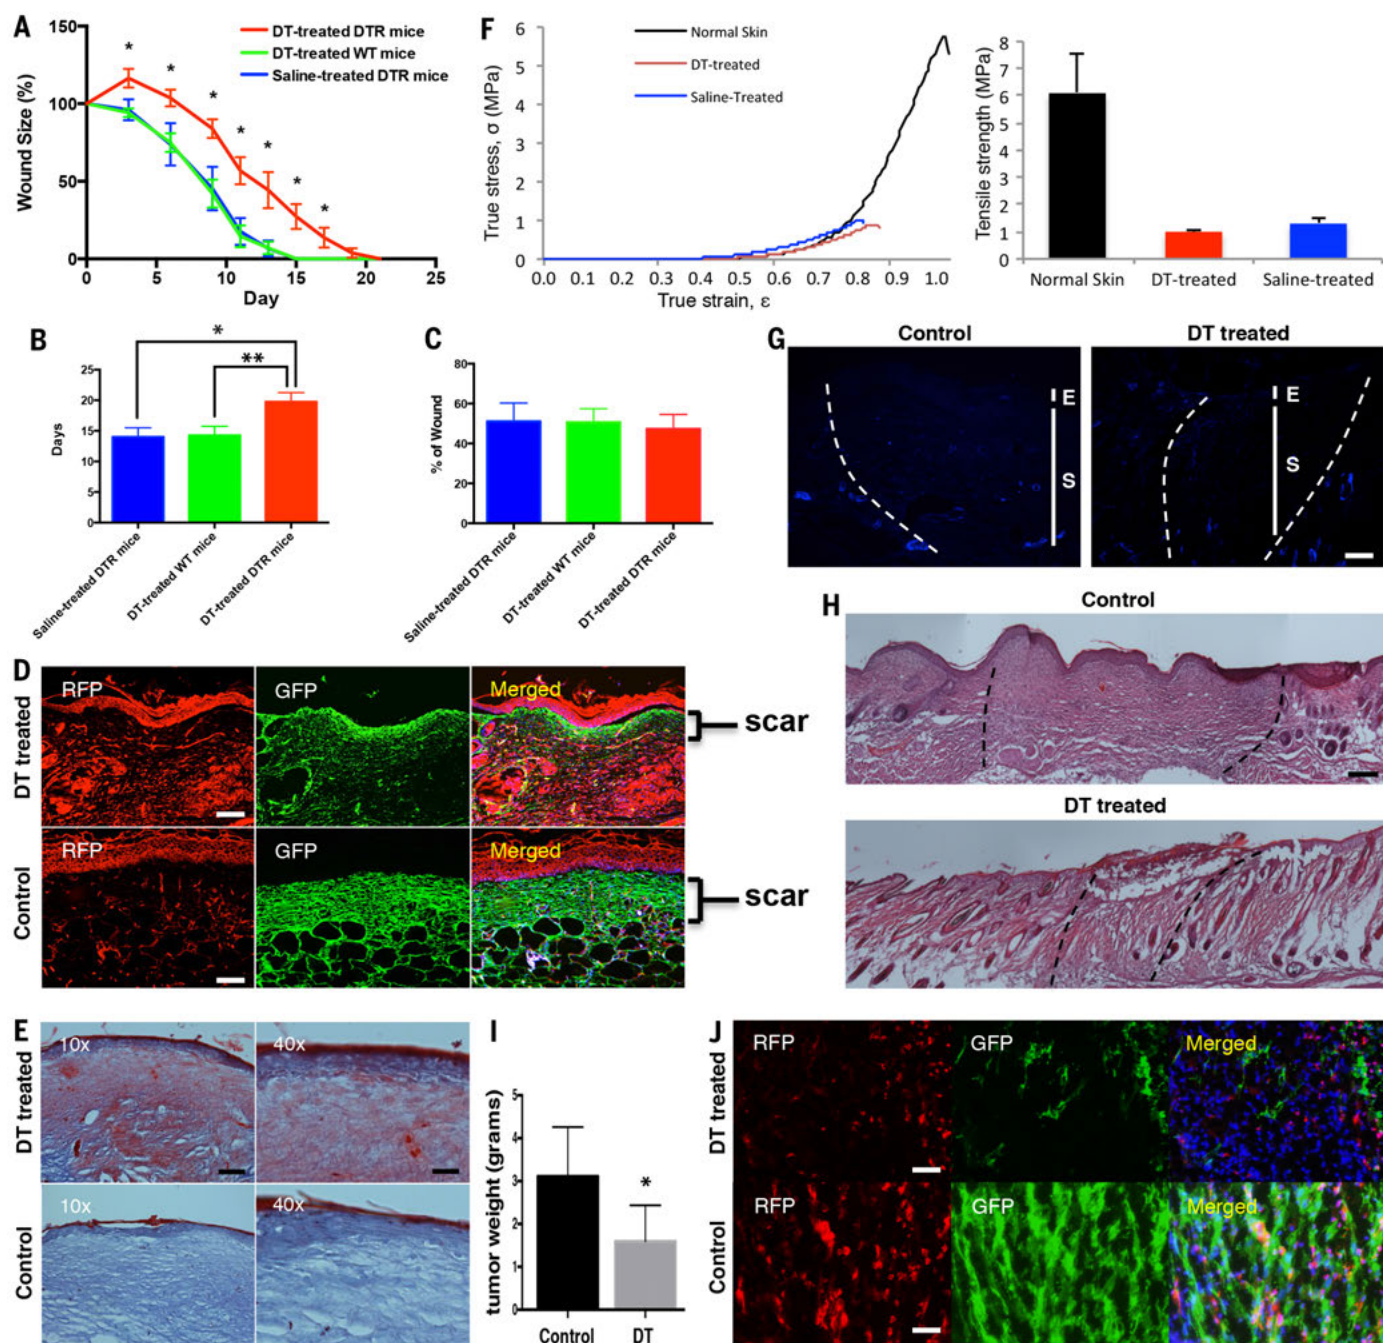 A
150
100
50
0
Wound Size (%)
0 5 10 15 20 25
Day
DT-treated DTR mice
DT-treated WT mice
Saline-treated DTR mice
* * * * * * * *
F
6
5
4
3
2
1
0
True stress, σ (MPa)
0.0 0.1 0.2 0.3 0.4 0.5 0.6 0.7 0.8 0.9 1.0
True strain, ε
Normal Skin
DT-treated
Saline-Treated
8
7
6
5
4
3
2
1
0
Tensile strength (MPa)
Normal Skin DT-treated Saline-treated
B
25
20
15
10
5
0
Days
*
**
Saline-treated DTR mice
DT-treated WT mice
DT-treated DTR mice
C
80
60
40
20
0
% of Wound
Saline-treated DTR mice
DT-treated WT mice
DT-treated DTR mice
G
Control
E
S
DT treated
E
S
D
DT treated
RFP
GFP
Merged
scar
Control
RFP
GFP
Merged
scar
H
Control
DT treated
E
DT treated
10x
40x
Control
10x
40x
I
5
4
3
2
1
0
tumor weight (grams)
*
Control DT
J
DT treated
RFP
GFP
Merged
Control
RFP
GFP
Merged